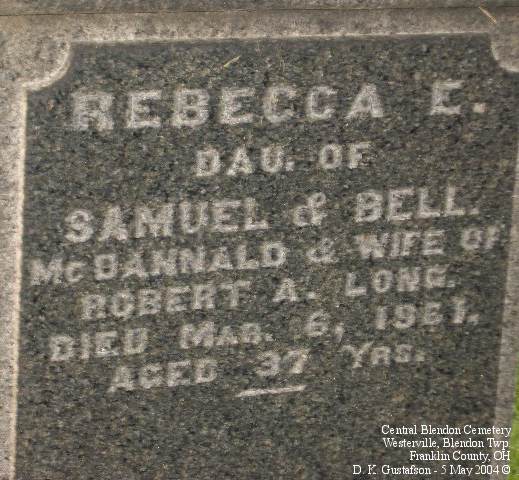 REBECCA E.
DAU. OF
SAMUEL & BELL.
McDANNALD & WIFE OF
ROBERT A. LONG.
DIED MAR. 6, 1961,
AGED 37 YRS.
Central Blendon Cemetery
Westerville, Blendon Twp.
Franklin County, OH
D. K. Gustafson - 5 May 2004 ©